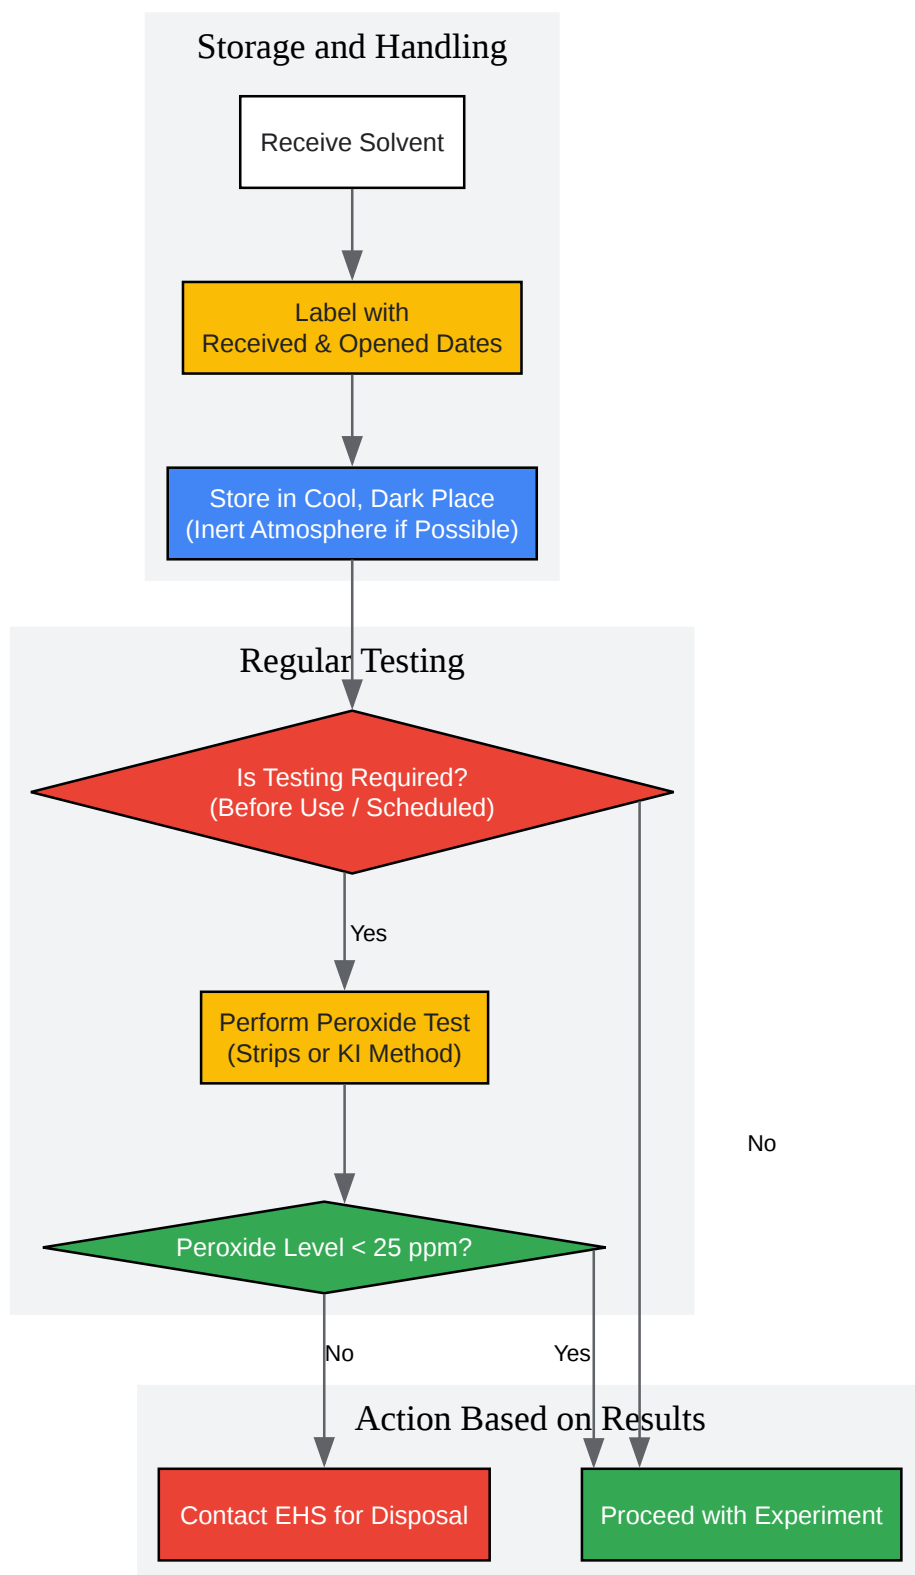 Storage and Handling
Receive Solvent
Label with
Received & Opened Dates
Store in Cool, Dark Place
(Inert Atmosphere if Possible)
Regular Testing
Is Testing Required?
(Before Use / Scheduled)
Yes
Perform Peroxide Test
(Strips or KI Method)
No
Peroxide Level < 25 ppm?
No
Yes
Action Based on Results
Contact EHS for Disposal
Proceed with Experiment